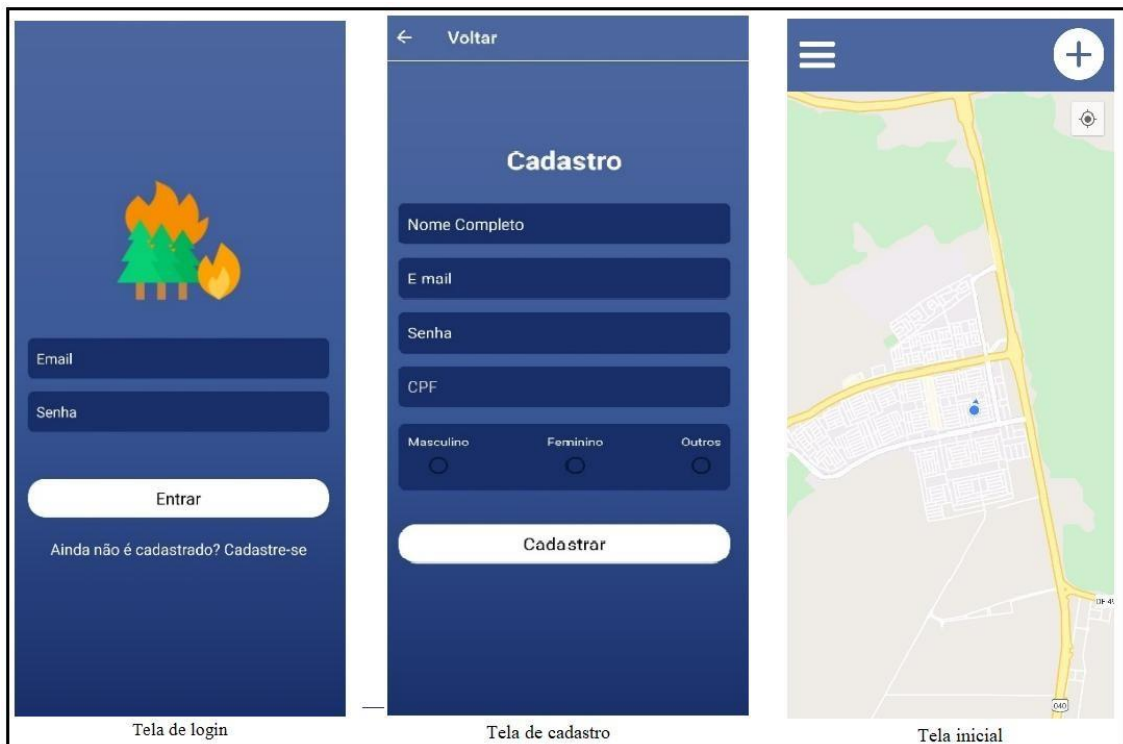 Email
Senha
Entrar
Ainda não é cadastrado? Cadastre-se
Tela de login
Voltar
Cadastro
Nome Completo
E mail
Senha
CPF
Masculino Feminino Outros
Cadastrar
Tela de cadastro
040
Tela inicial